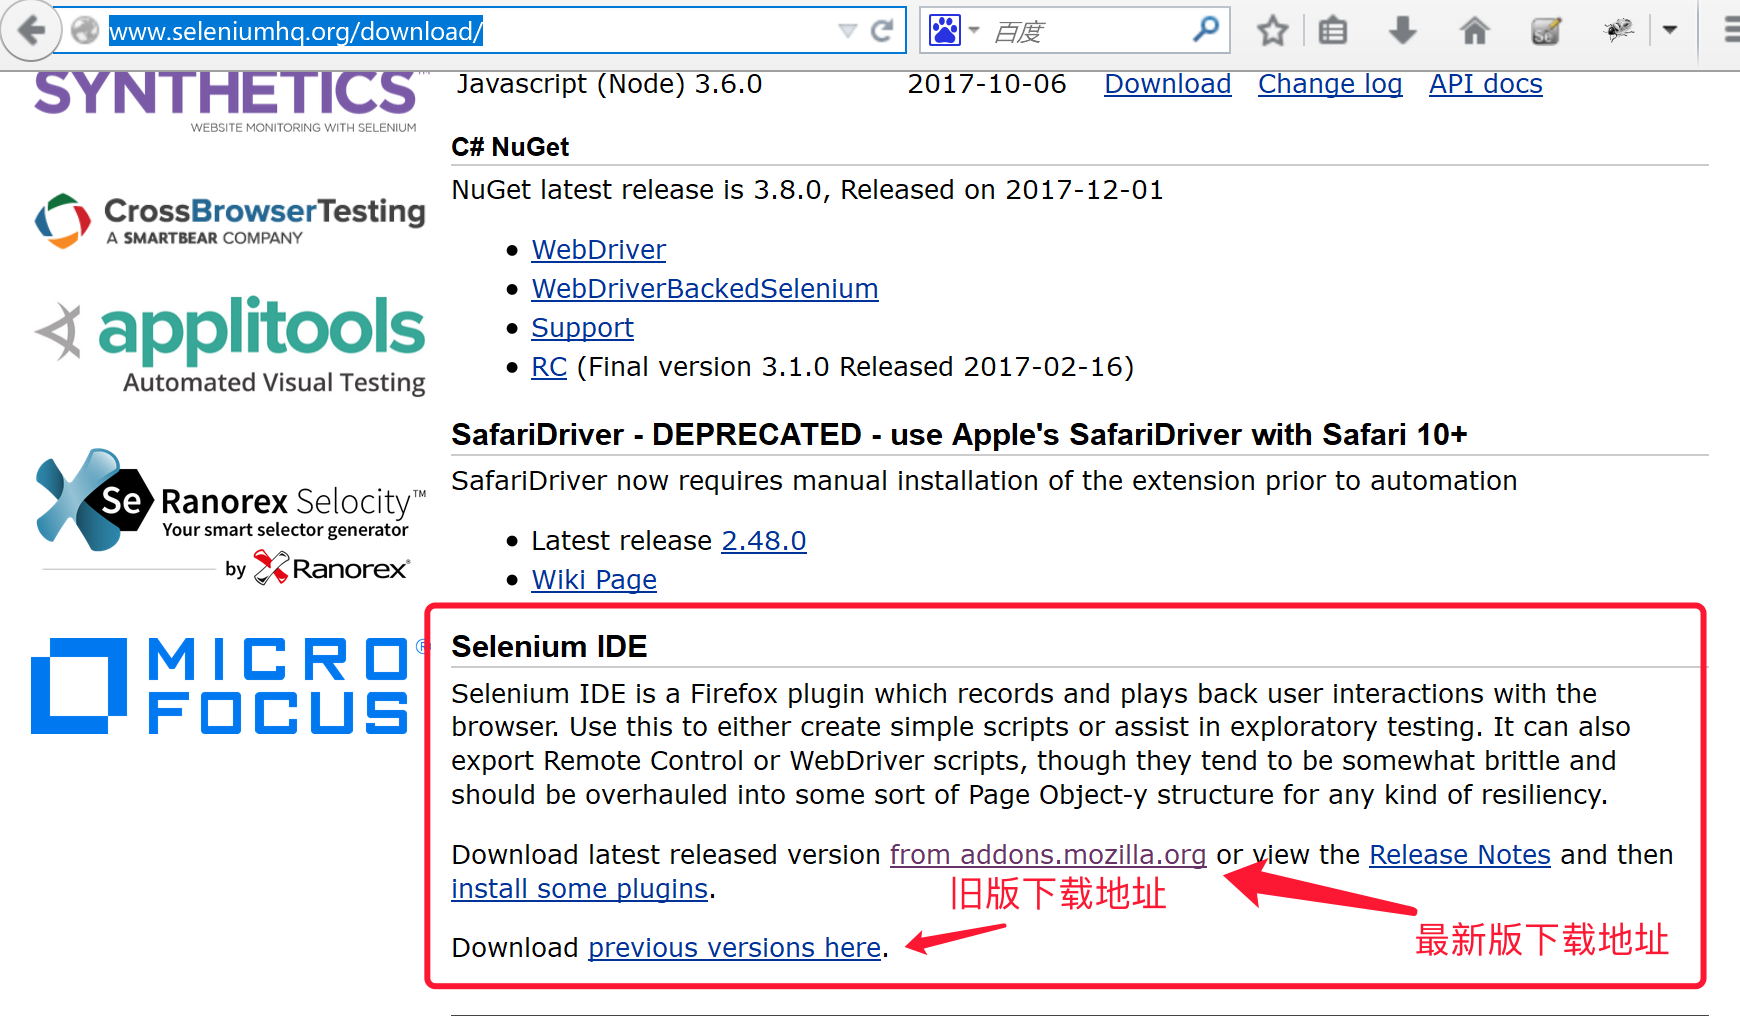 www.seleniumhq.org/download/
百度
SYNTHETICS™
WEBSITE MONITORING WITH SELENIUM
CrossBrowserTesting
A SMARTBEAR COMPANY
applitools
Automated Visual Testing
Se Ranorex Selocity™
Your smart selector generator
by Ranorex®
MICRO®
FOCUS
Javascript (Node) 3.6.0 2017-10-06 Download Change log API docs
C# NuGet
NuGet latest release is 3.8.0, Released on 2017-12-01
WebDriver
WebDriverBackedSelenium
Support
RC (Final version 3.1.0 Released 2017-02-16)
SafariDriver - DEPRECATED - use Apple's SafariDriver with Safari 10+
SafariDriver now requires manual installation of the extension prior to automation
Latest release 2.48.0
Wiki Page
Selenium IDE
Selenium IDE is a Firefox plugin which records and plays back user interactions with the
browser. Use this to either create simple scripts or assist in exploratory testing. It can also
export Remote Control or WebDriver scripts, though they tend to be somewhat brittle and
should be overhauled into some sort of Page Object-y structure for any kind of resiliency.
Download latest released version from addons.mozilla.org or view the Release Notes and then
install some plugins.
旧版下载地址
最新版下载地址
Download previous versions here.